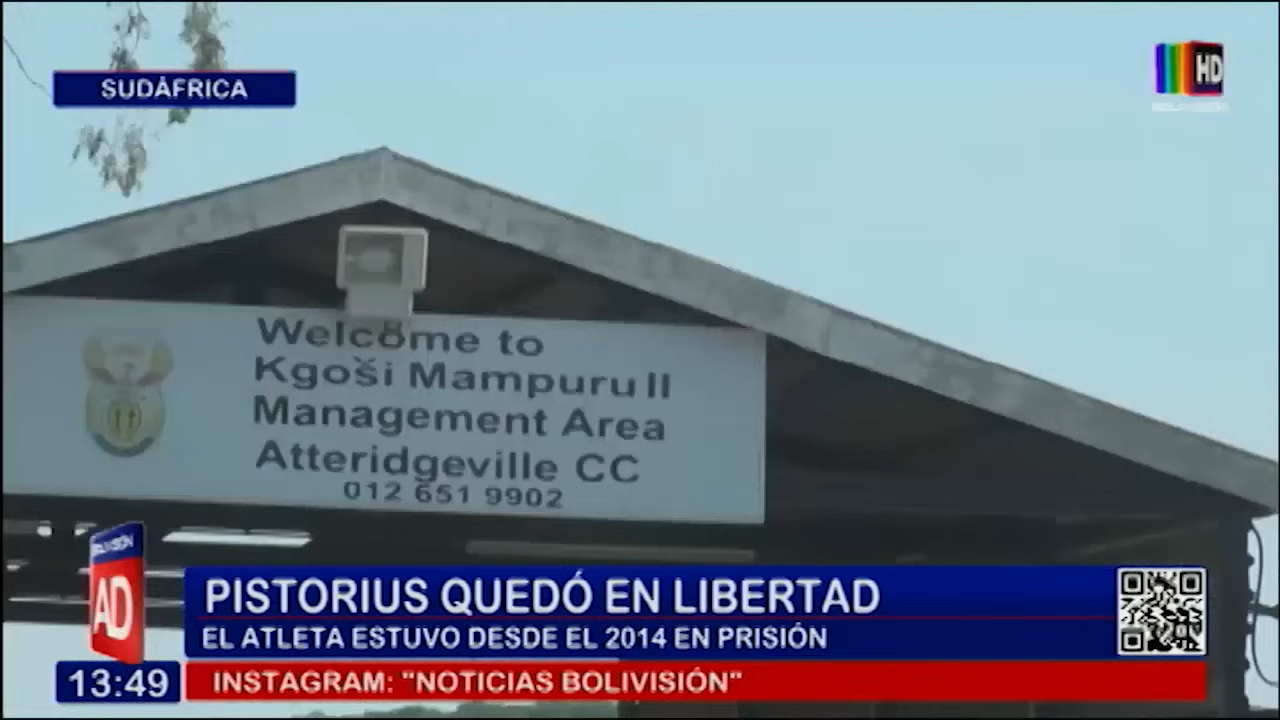 SUDÁFRICA
HD
Welcome to
Kgoši Mampuru II
Management Area
Atteridgeville CC
012 651 9902
BOLIVISIÓN
AD
PISTORIUS QUEDÓ EN LIBERTAD
EL ATLETA ESTUVO DESDE EL 2014 EN PRISIÓN
13:49
INSTAGRAM: "NOTICIAS BOLIVISIÓN"